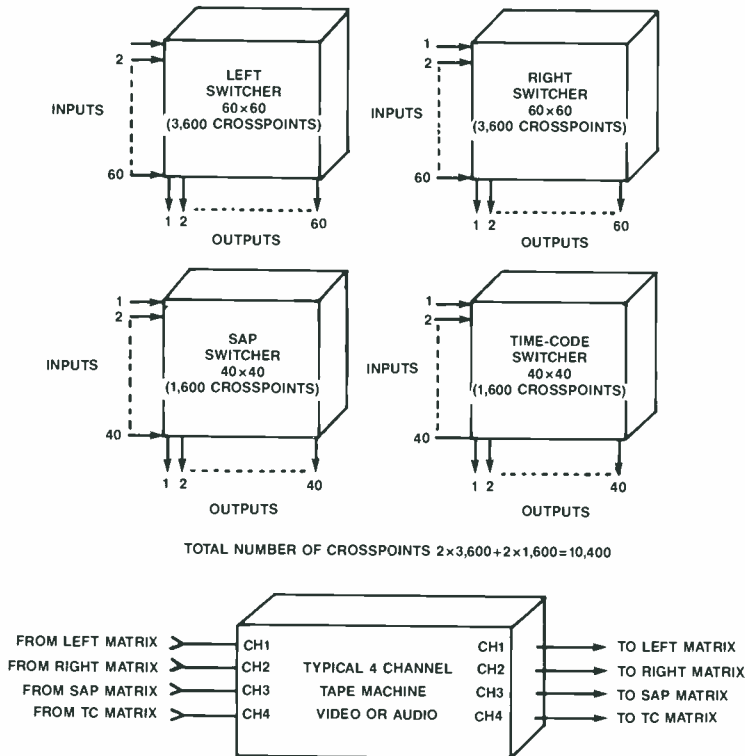 2
INPUTS
60
LEFT
SWITCHER
60×60
(3,600 CROSSPOINTS)
1 2 60
OUTPUTS
1
2
INPUTS
60
RIGHT
SWITCHER
60×60
(3,600 CROSSPOINTS)
1 2 60
OUTPUTS
1
2
INPUTS
40
SAP
SWITCHER
40×40
(1,600 CROSSPOINTS)
1 2 40
OUTPUTS
1
2
INPUTS
40
TIME-CODE
SWITCHER
40×40
(1,600 CROSSPOINTS)
1 2 40
OUTPUTS
TOTAL NUMBER OF CROSSPOINTS 2×3,600+2×1,600=10,400
FROM LEFT MATRIX CH1 CH1 TO LEFT MATRIX
FROM RIGHT MATRIX CH2 TYPICAL 4 CHANNEL CH2 TO RIGHT MATRIX
FROM SAP MATRIX CH3 TAPE MACHINE CH3 TO SAP MATRIX
FROM TC MATRIX CH4 VIDEO OR AUDIO CH4 TO TC MATRIX